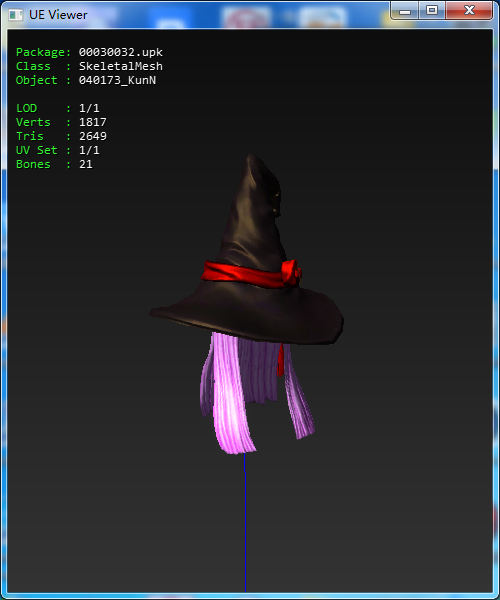 UE Viewer
Package: 00030032.upk
Class : SkeletalMesh
Object : 040173_KunN
LOD : 1/1
Verts : 1817
Tris : 2649
UV Set : 1/1
Bones : 21